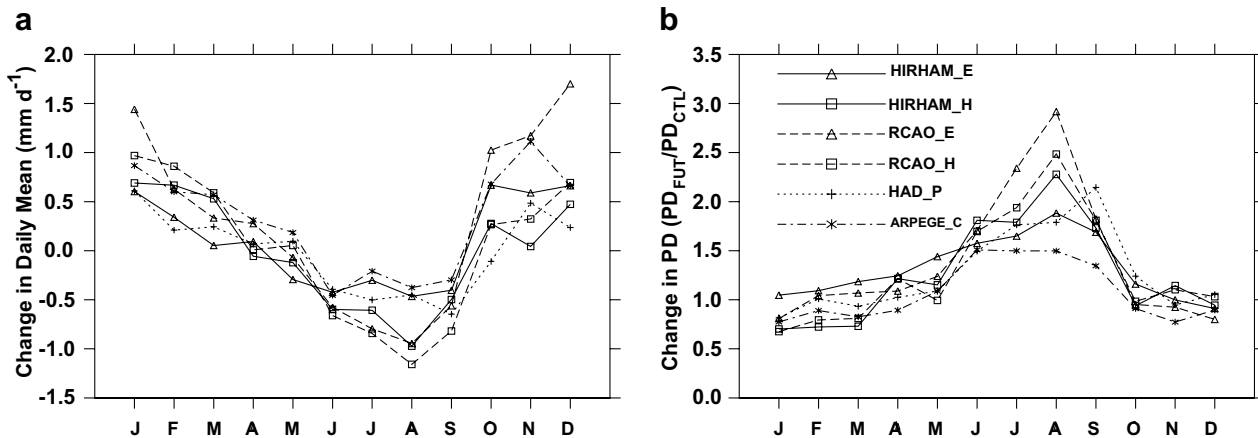 a
Change in Daily Mean (mm d-1)
2.0
1.5
1.0
0.5
0.0
-0.5
-1.0
-1.5
J F M A M J J A S O N D
b
Change in PD (PDFUT/PDCTL)
3.5
3.0
2.5
2.0
1.5
1.0
0.5
0.0
HIRHAM_E
HIRHAM_H
RCAO_E
RCAO_H
HAD_P
ARPEGE_C
J F M A M J J A S O N D